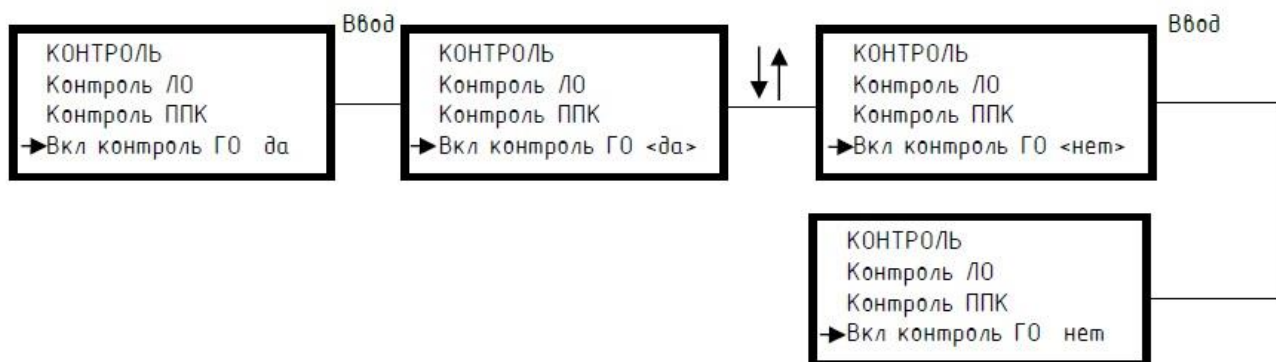 Ввод
КОНТРОЛЬ
Контроль ЛО
Контроль ППК
Вкл контроль ГО да
КОНТРОЛЬ
Контроль ЛО
Контроль ППК
Вкл контроль ГО <да>
Ввод
КОНТРОЛЬ
Контроль ЛО
Контроль ППК
Вкл контроль ГО <нет>
КОНТРОЛЬ
Контроль ЛО
Контроль ППК
Вкл контроль ГО нет